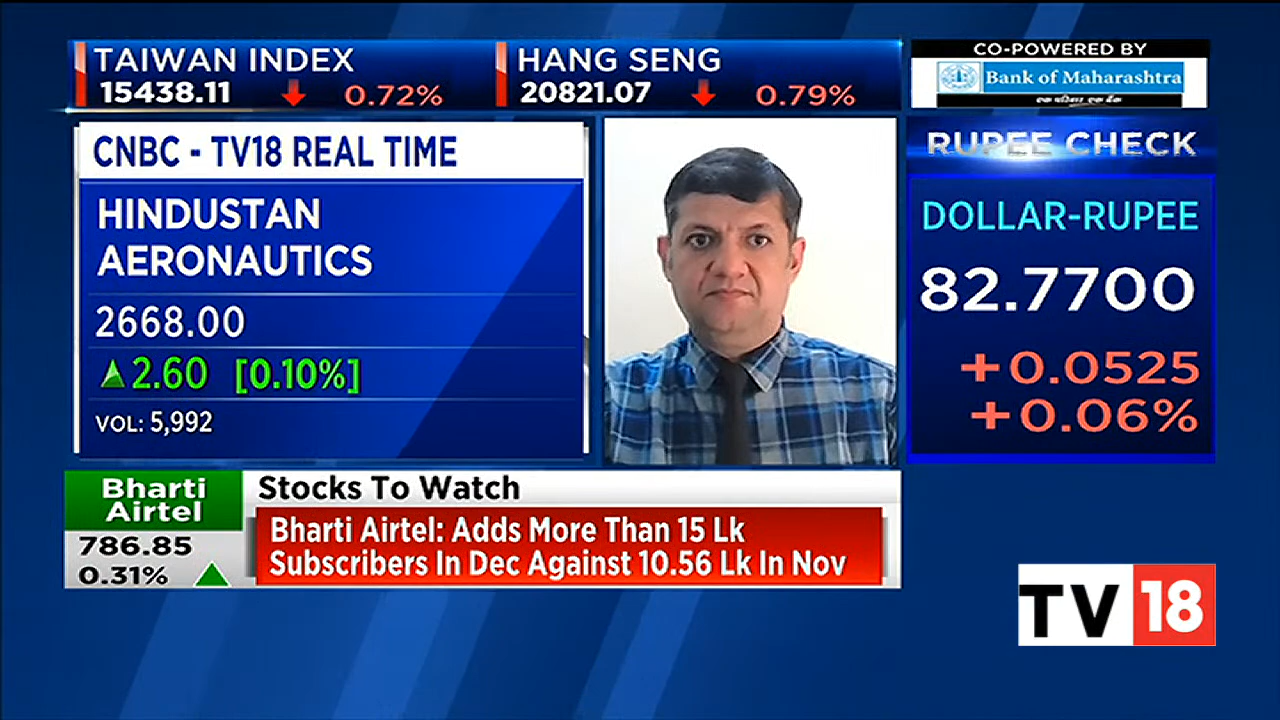 TAIWAN INDEX
15438.11 0.72%
HANG SENG
20821.07 0.79%
CO-POWERED BY
Bank of Maharashtra
एक परिवार एक बैंक
CNBC - TV18 REAL TIME
HINDUSTAN
AERONAUTICS
2668.00
2.60 [0.10%]
VOL: 5,992
RUPEE CHECK
DOLLAR-RUPEE
82.7700
+0.0525
+0.06%
Bharti
Airtel
786.85
0.31%
Stocks To Watch
Bharti Airtel: Adds More Than 15 Lk
Subscribers In Dec Against 10.56 Lk In Nov
TV18